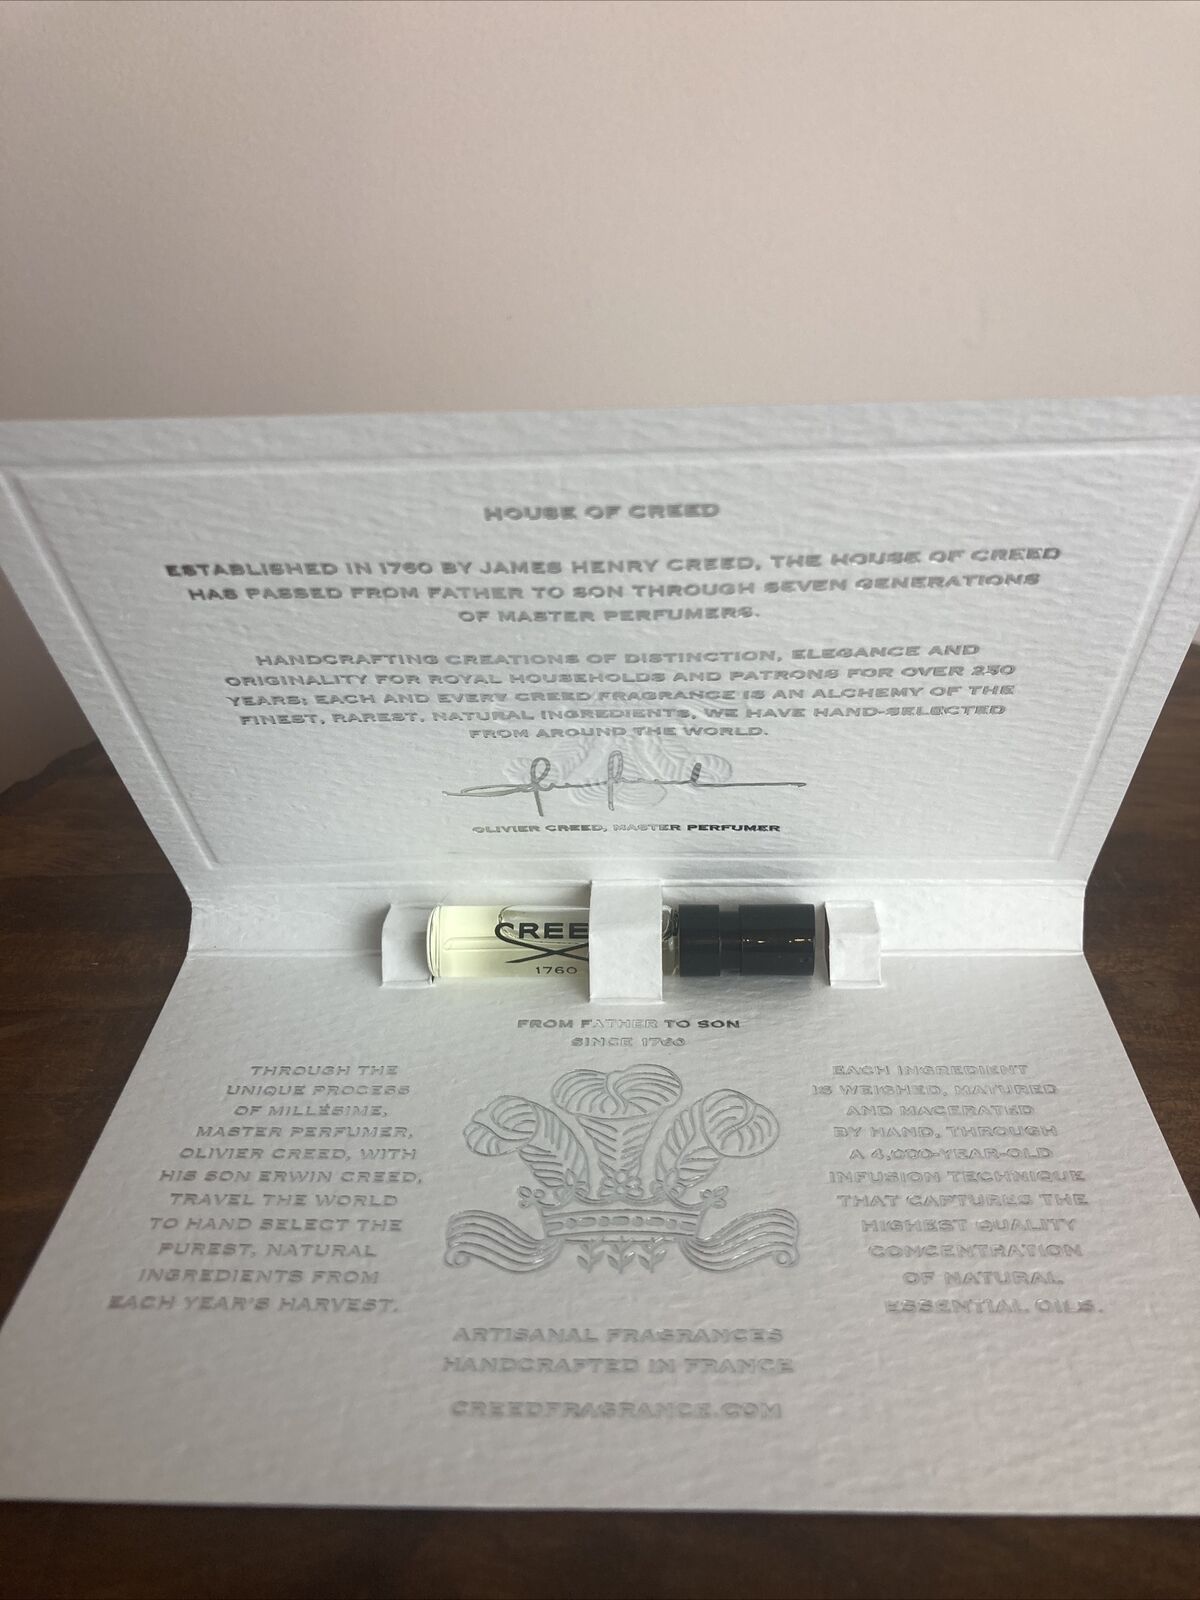 HOUSE OF CREED
ESTABLISHED IN 1760 BY JAMES HENRY CREED, THE HOUSE OF CREED
HAS PASSED FROM FATHER TO SON THROUGH SEVEN GENERATIONS
OF MASTER PERFUMERS.
HANDCRAFTING CREATIONS OF DISTINCTION, ELEGANCE AND
ORIGINALITY FOR ROYAL HOUSEHOLDS AND PATRONS FOR OVER 250
YEARS; EACH AND EVERY CREED FRAGRANCE IS AN ALCHEMY OF THE
FINEST, RAREST, NATURAL INGREDIENTS, WE HAVE HAND-SELECTED
FROM AROUND THE WORLD.
OLIVIER CREED, MASTER PERFUMER
CREE
1760
FROM FATHER TO SON
SINCE 1760
THROUGH THE
UNIQUE PROCESS
OF MILLÉSIME,
MASTER PERFUMER,
OLIVIER CREED, WITH
HIS SON ERWIN CREED,
TRAVEL THE WORLD
TO HAND SELECT THE
PUREST, NATURAL
INGREDIENTS FROM
EACH YEAR'S HARVEST.
EACH INGREDIENT
IS WEIGHED, MATURED
AND MACERATED
BY HAND, THROUGH
A 4,000-YEAR-OLD
INFUSION TECHNIQUE
THAT CAPTURES THE
HIGHEST QUALITY
CONCENTRATION
OF NATURAL
ESSENTIAL OILS.
ARTISANAL FRAGRANCES
HANDCRAFTED IN FRANCE
CREEDFRAGRANCE.COM